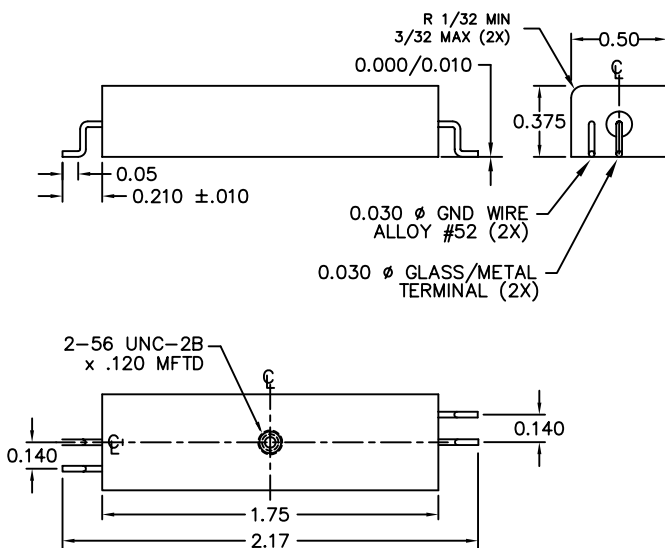 R 1/32 MIN
3/32 MAX (2X)
0.50
0.000/0.010
℄
0.375
0.05
0.210 ±.010
0.030 ø GND WIRE
ALLOY #52 (2X)
0.030 ø GLASS/METAL
TERMINAL (2X)
2-56 UNC-2B
x .120 MFTD
℄
℄
0.140
0.140
1.75
2.17